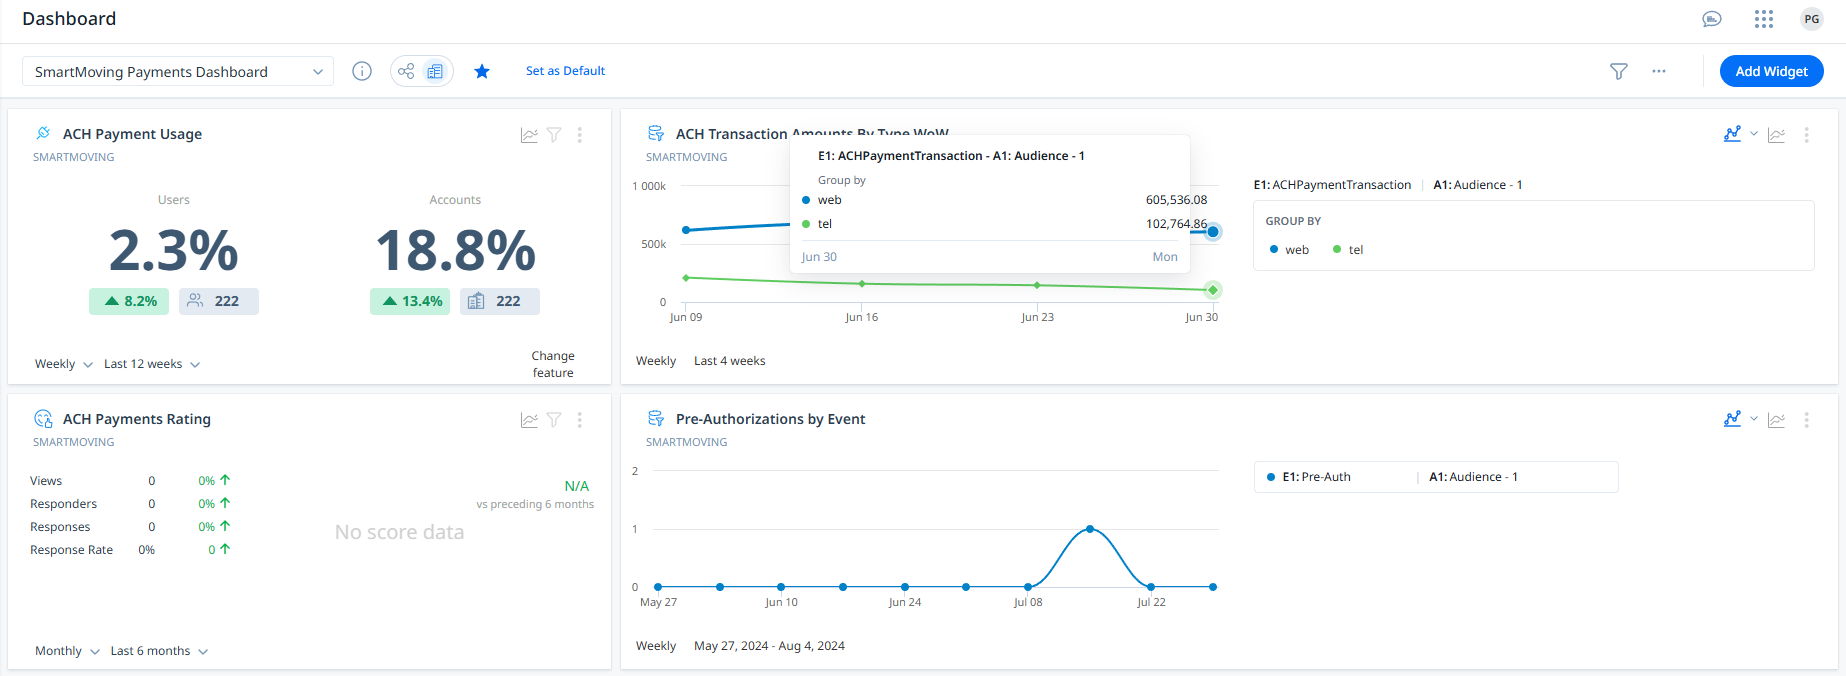 Dashboard
PG
SmartMoving Payments Dashboard
Set as Default
Add Widget
ACH Payment Usage
SMARTMOVING
Users
Accounts
2.3%
18.8%
8.2%
222
13.4%
222
Weekly
Last 12 weeks
Change
feature
ACH Transaction Amounts By Type WoW
SMARTMOVING
E1: ACHPaymentTransaction - A1: Audience - 1
Group by
web 605,536.08
tel 102,764.86
Jun 30 Mon
1 000k
500k
0
Jun 09
Jun 16
Jun 23
Jun 30
E1: ACHPaymentTransaction | A1: Audience - 1
GROUP BY
web
tel
Weekly
Last 4 weeks
ACH Payments Rating
SMARTMOVING
Views 0 0%
Responders 0 0%
Responses 0 0%
Response Rate 0% 0
N/A
vs preceding 6 months
No score data
Monthly
Last 6 months
Pre-Authorizations by Event
SMARTMOVING
2
1
0
May 27
Jun 10
Jun 24
Jul 08
Jul 22
E1: Pre-Auth | A1: Audience - 1
Weekly
May 27, 2024 - Aug 4, 2024